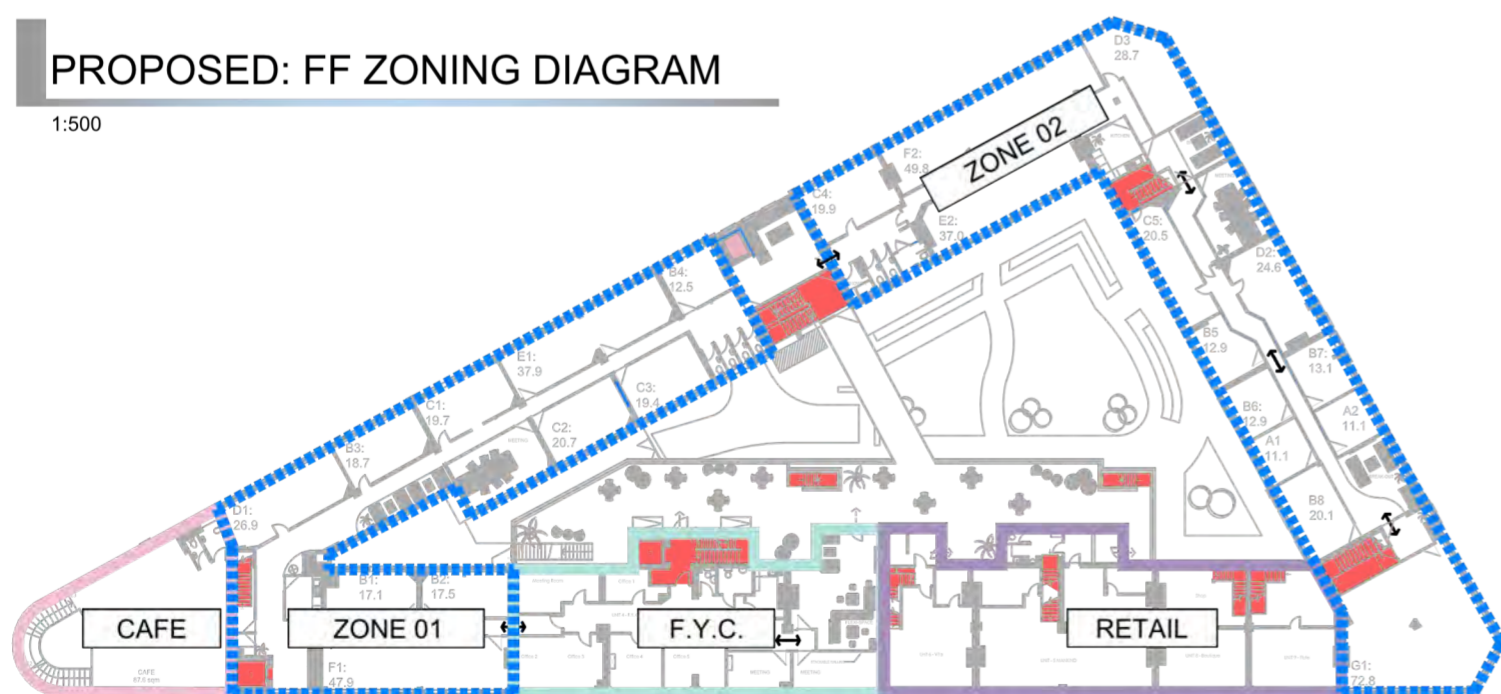 PROPOSED: FF ZONING DIAGRAM
1:500
D3
28.7
ZONE 02
KITCHEN
F2:
49.8
C4:
19.9
E2:
37.0
C5:
20.5
D2:
24.6
B4:
12.5
E1:
37.9
C1:
19.7
C3:
19.4
C2:
20.7
MEETING
B3:
18.7
D1:
26.9
B5
12.9
B7:
13.1
B6:
12.9
A2
11.1
A1
11.1
B8
20.1
B1:
17.1
B2:
17.5
CAFE
ZONE 01
F.Y.C.
RETAIL
CAFE
F1:
47.9
G1:
72.8